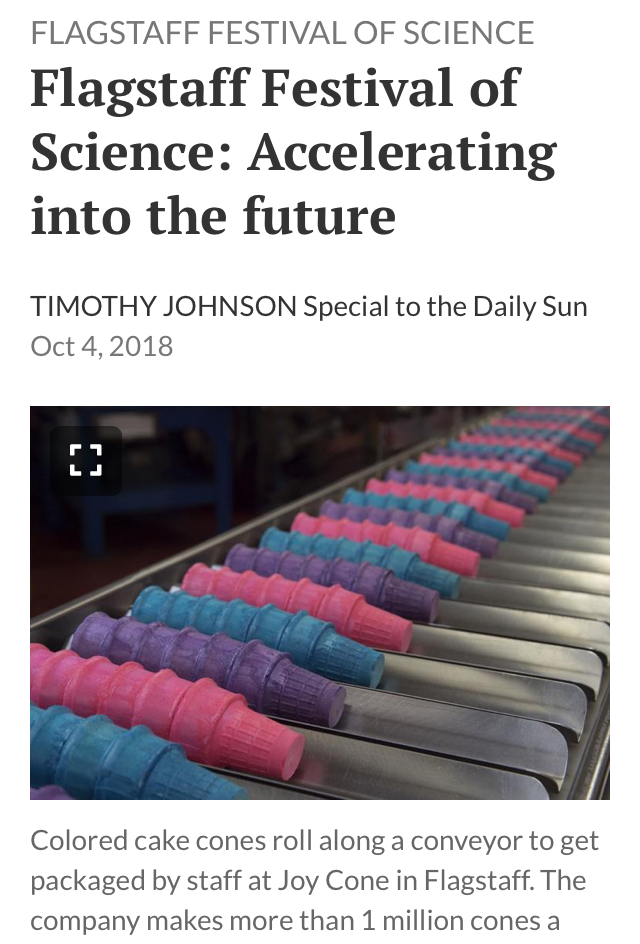 FLAGSTAFF FESTIVAL OF SCIENCE
Flagstaff Festival of
Science: Accelerating
into the future
TIMOTHY JOHNSON Special to the Daily Sun
Oct 4, 2018
Colored cake cones roll along a conveyor to get
packaged by staff at Joy Cone in Flagstaff. The
company makes more than 1 million cones a